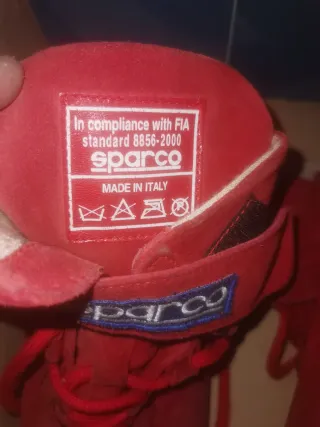 In compliance with FIA
standard 8856-2000
sparco
MADE IN ITALY
sparco